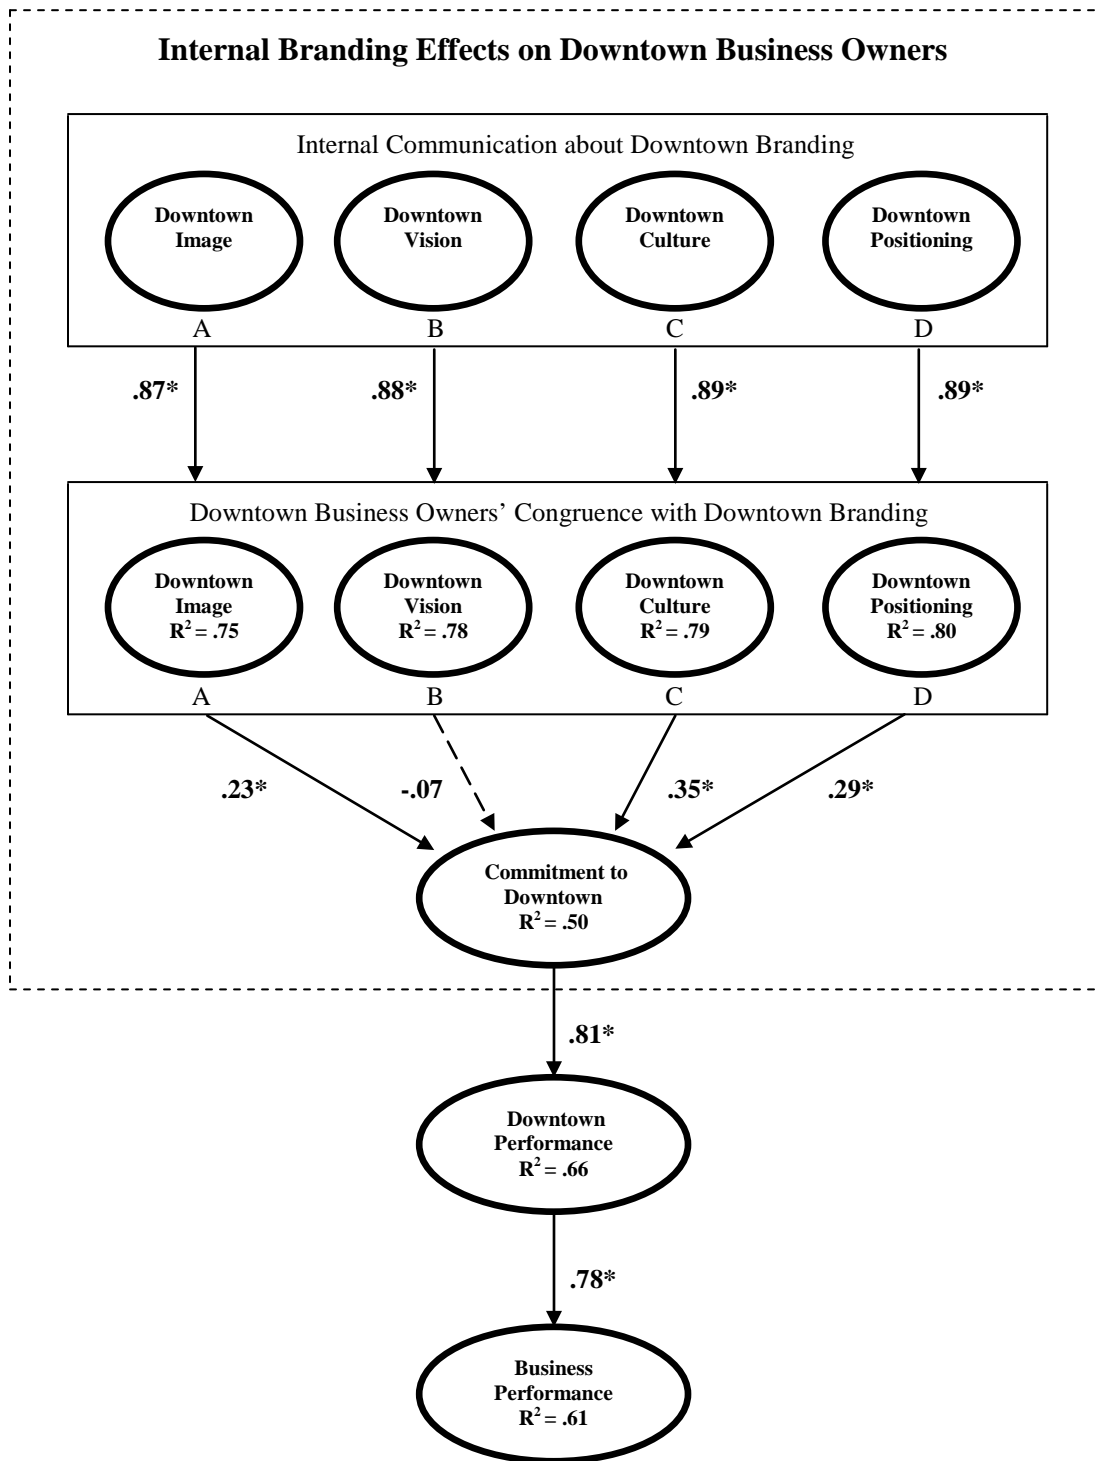 Internal Branding Effects on Downtown Business Owners
Internal Communication about Downtown Branding
Downtown
Image
Downtown
Vision
Downtown
Culture
Downtown
Positioning
A
B
C
D
.87*
.88*
.89*
.89*
Downtown Business Owners’ Congruence with Downtown Branding
Downtown
Image
R² = .75
Downtown
Vision
R² = .78
Downtown
Culture
R² = .79
Downtown
Positioning
R² = .80
A
B
C
D
.23*
-.07
.35*
.29*
Commitment to
Downtown
R² = .50
.81*
Downtown
Performance
R² = .66
.78*
Business
Performance
R² = .61